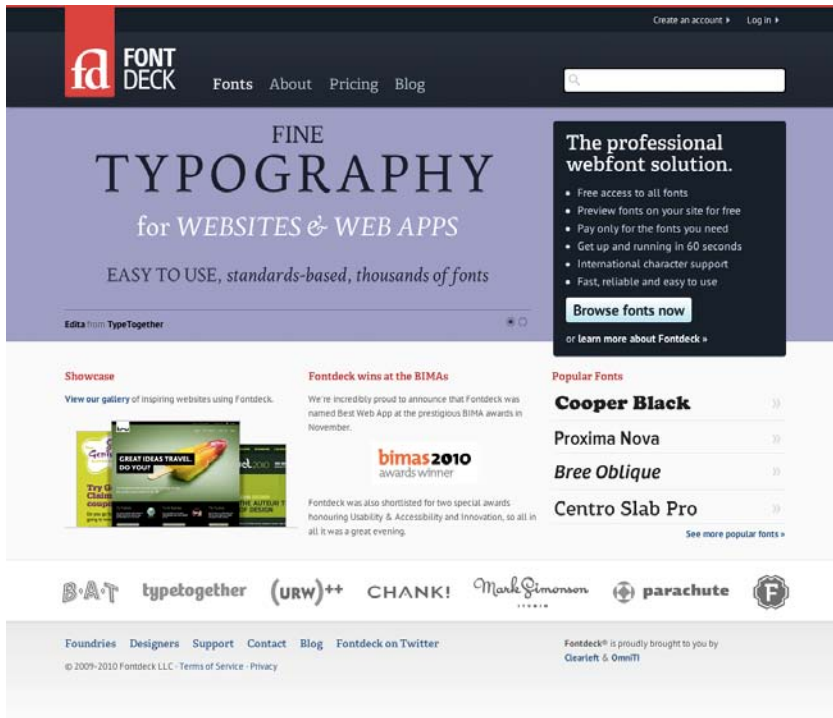 Create an account
Log in
fd FONT
DECK
Fonts About Pricing Blog
FINE
TYPOGRAPHY
for WEBSITES & WEB APPS
EASY TO USE, standards-based, thousands of fonts
Edita from TypeTogether
The professional
webfont solution.
• Free access to all fonts
• Preview fonts on your site for free
• Pay only for the fonts you need
• Get up and running in 60 seconds
• International character support
• Fast, reliable and easy to use
Browse fonts now
or learn more about Fontdeck »
Showcase
View our gallery of inspiring websites using Fontdeck.
GREAT IDEAS TRAVEL.
DO YOU?
Fontdeck wins at the BIMAs
We're incredibly proud to announce that Fontdeck was
named Best Web App at the prestigious BIMA awards in
November.
bimas2010
awards winner
Fontdeck was also shortlisted for two special awards
honouring Usability & Accessibility and Innovation, so all in
all it was a great evening.
Popular Fonts
Cooper Black »
Proxima Nova »
Bree Oblique »
Centro Slab Pro »
See more popular fonts »
B·A·T
typetogether
(URW)++
CHANK!
Mark Simonson
STUDIO
parachute
F
Foundries Designers Support Contact Blog Fontdeck on Twitter
© 2009-2010 Fontdeck LLC · Terms of Service · Privacy
Fontdeck® is proudly brought to you by
Clearleft & OmniTI